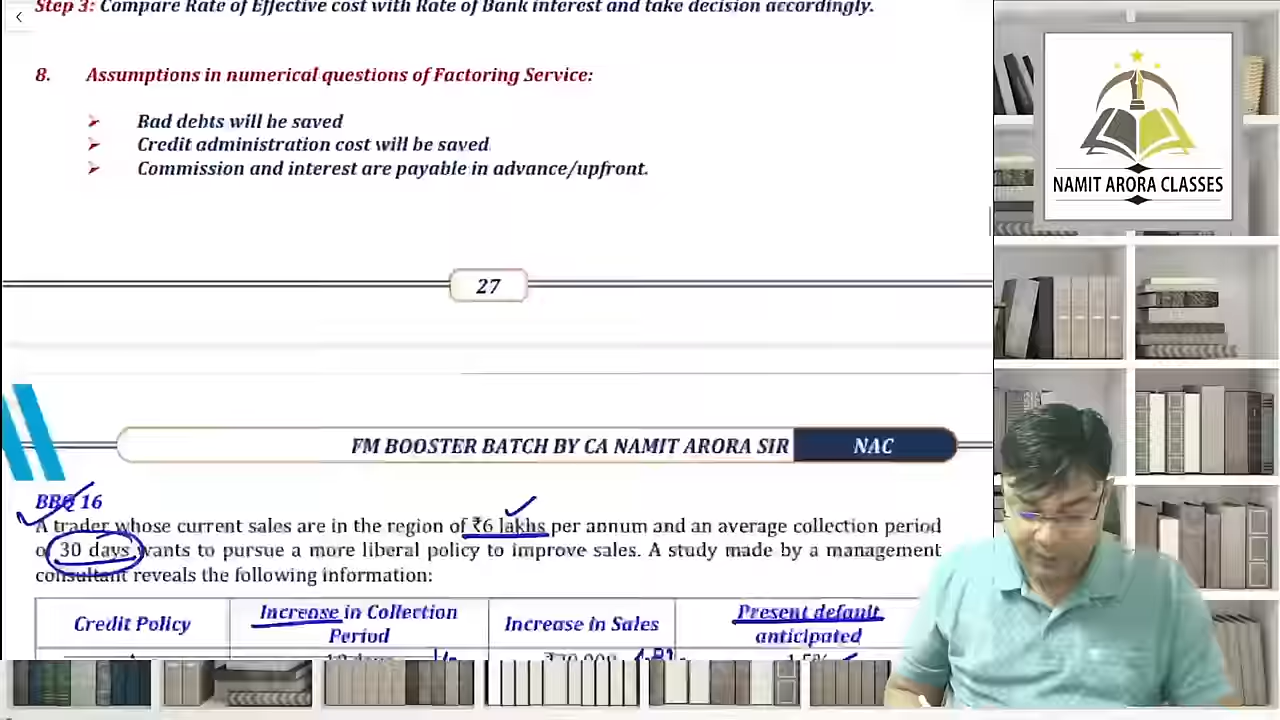 Step 3: Compare Rate of Effective cost with Rate of Bank interest and take decision accordingly.
8. Assumptions in numerical questions of Factoring Service:
Bad debts will be saved
Credit administration cost will be saved
Commission and interest are payable in advance/upfront.
27
FM BOOSTER BATCH BY CA NAMIT ARORA SIR NAC
BBQ 16
A trader whose current sales are in the region of ₹6 lakhs per annum and an average collection period
of 30 days wants to pursue a more liberal policy to improve sales. A study made by a management
consultant reveals the following information:
Credit Policy Increase in Collection Period Increase in Sales Present default anticipated
1.5%
NAMIT ARORA CLASSES